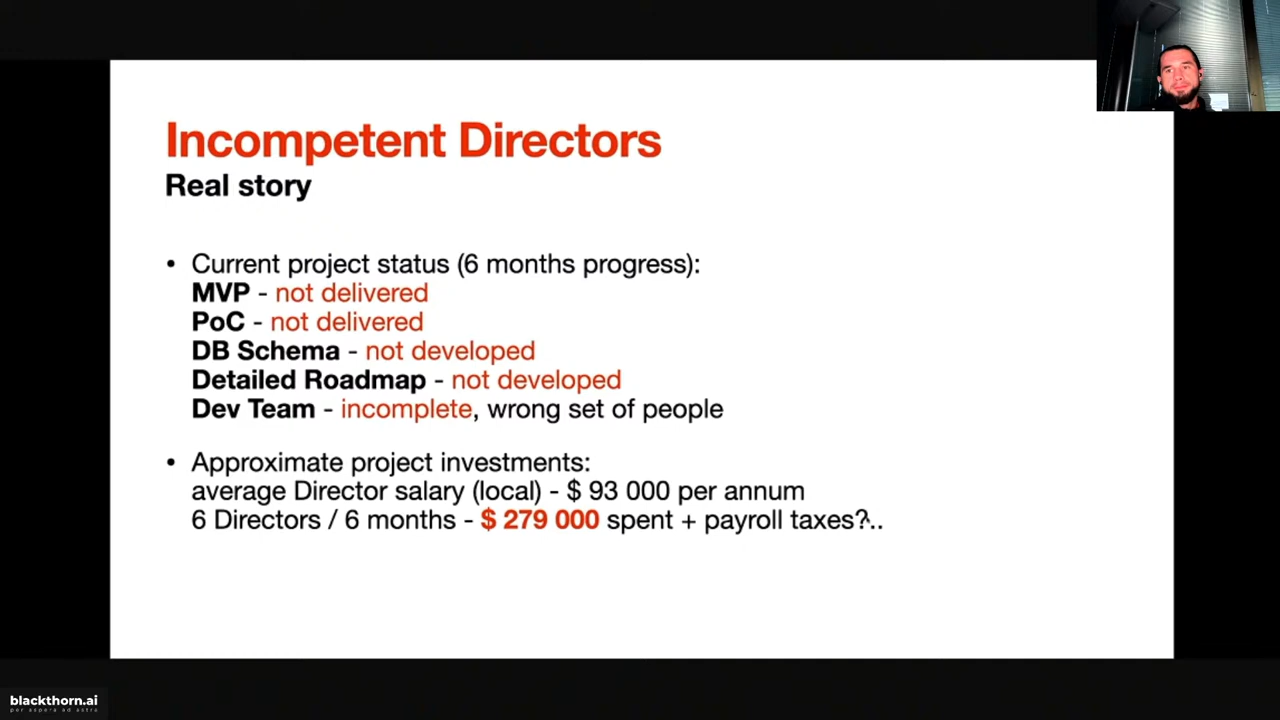 Incompetent Directors
Real story
• Current project status (6 months progress):
MVP - not delivered
PoC - not delivered
DB Schema - not developed
Detailed Roadmap - not developed
Dev Team - incomplete, wrong set of people
• Approximate project investments:
average Director salary (local) - $ 93 000 per annum
6 Directors / 6 months - $ 279 000 spent + payroll taxes?..
blackthorn.ai
per aspera ad astra